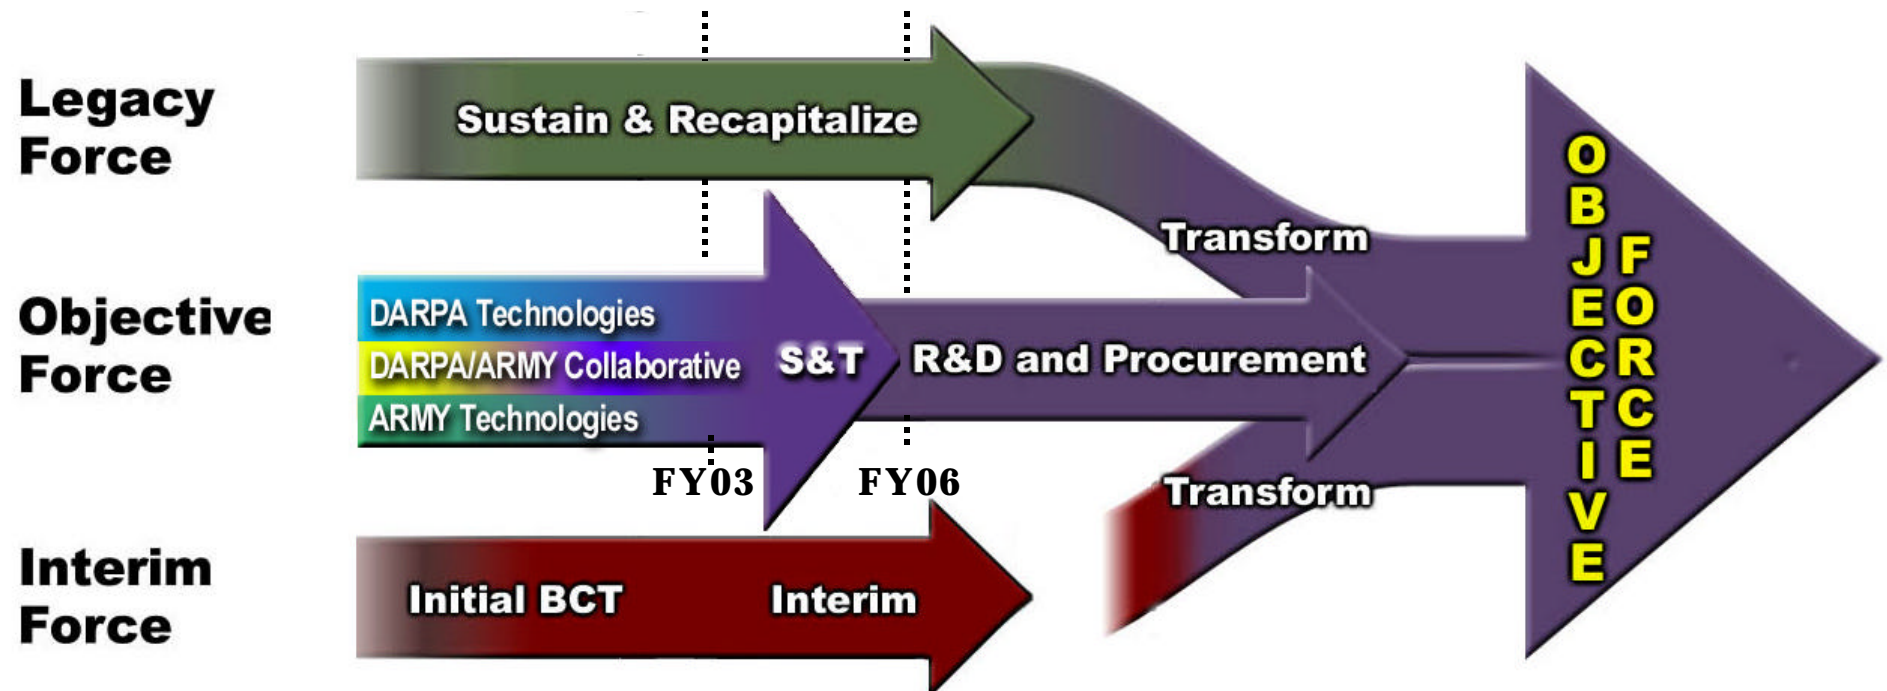 Legacy
Force
Sustain & Recapitalize
Transform
Objective
Force
DARPA Technologies
DARPA/ARMY Collaborative
ARMY Technologies
S&T
R&D and Procurement
FY03
FY06
Transform
Interim
Force
Initial BCT
Interim
OBJECTIVE
FORCE